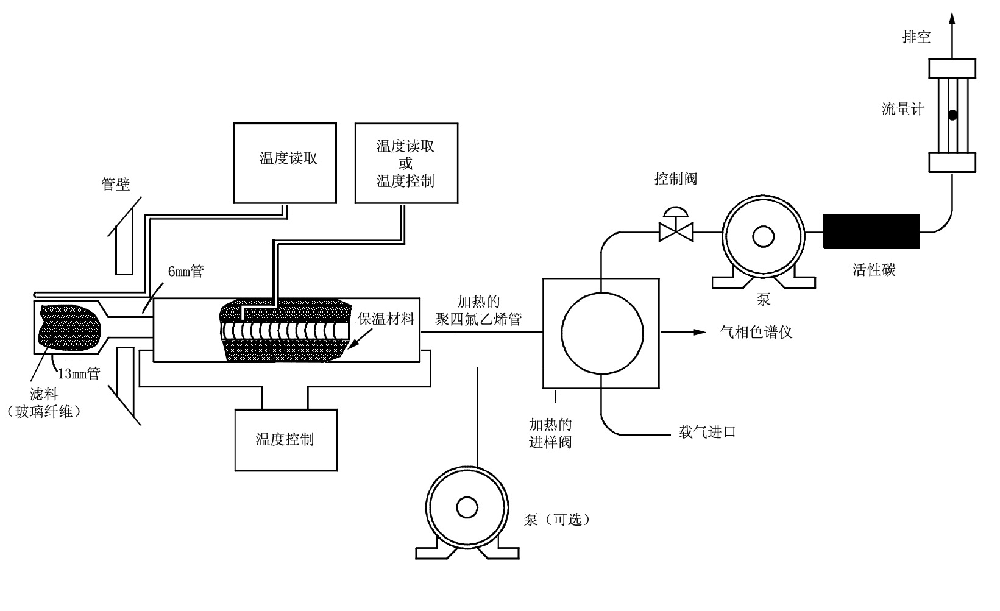 排空
流量计
温度读取
温度读取
或
温度控制
管壁
控制阀
6mm管
活性碳
泵
加热的
聚四氟乙烯管
保温材料
气相色谱仪
13mm管
滤料
（玻璃纤维）
加热的
进样阀
载气进口
温度控制
泵（可选）